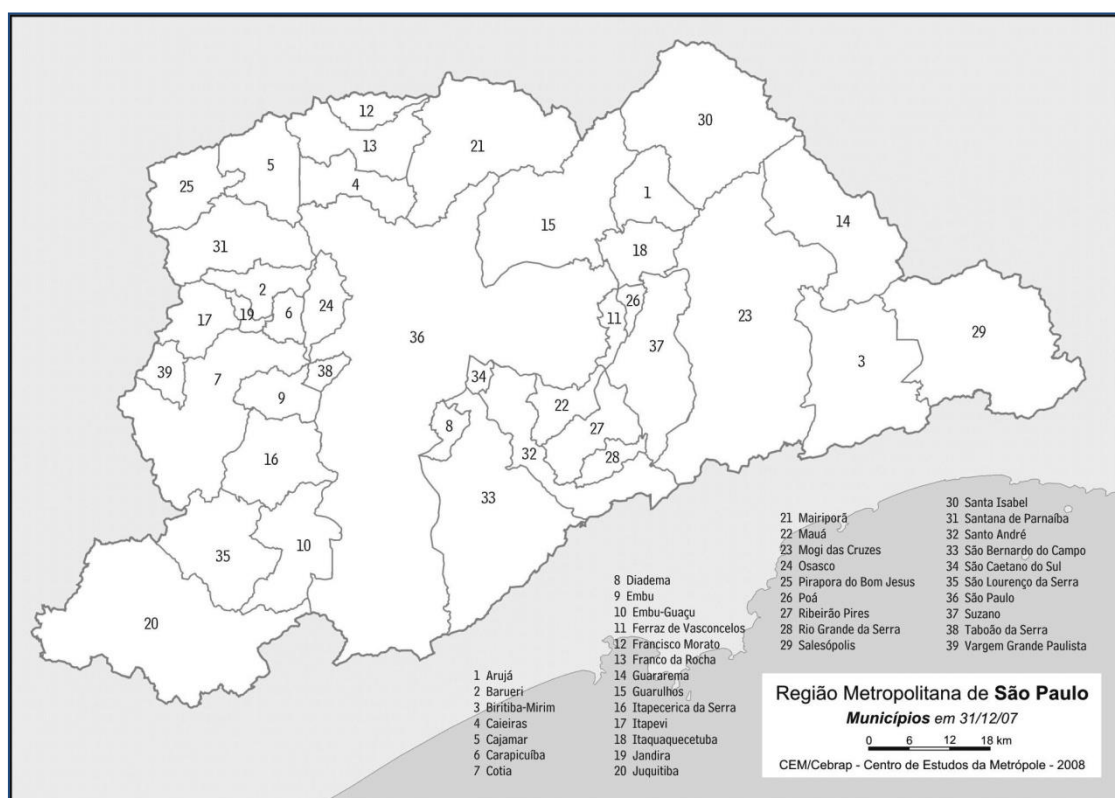 12
30
13
21
5
4
25
1
15
14
31
18
2
24
26
19
6
17
11
23
36
37
29
38
34
3
39
7
9
22
8
27
32
28
16
33
10
35
20
1 Arujá
2 Barueri
3 Biritiba-Mirim
4 Caieiras
5 Cajamar
6 Carapicuíba
7 Cotia
8 Diadema
9 Embu
10 Embu-Guaçu
11 Ferraz de Vasconcelos
12 Francisco Morato
13 Franco da Rocha
14 Guararema
15 Guarulhos
16 Itapecerica da Serra
17 Itapevi
18 Itaquaquecetuba
19 Jandira
20 Juquitiba
21 Mairiporã
22 Mauá
23 Mogi das Cruzes
24 Osasco
25 Pirapora do Bom Jesus
26 Poá
27 Ribeirão Pires
28 Rio Grande da Serra
29 Salesópolis
30 Santa Isabel
31 Santana de Parnaíba
32 Santo André
33 São Bernardo do Campo
34 São Caetano do Sul
35 São Lourenço da Serra
36 São Paulo
37 Suzano
38 Taboão da Serra
39 Vargem Grande Paulista
Região Metropolitana de São Paulo
Municípios em 31/12/07
0 6 12 18 km
CEM/Cebrap - Centro de Estudos da Metrópole - 2008